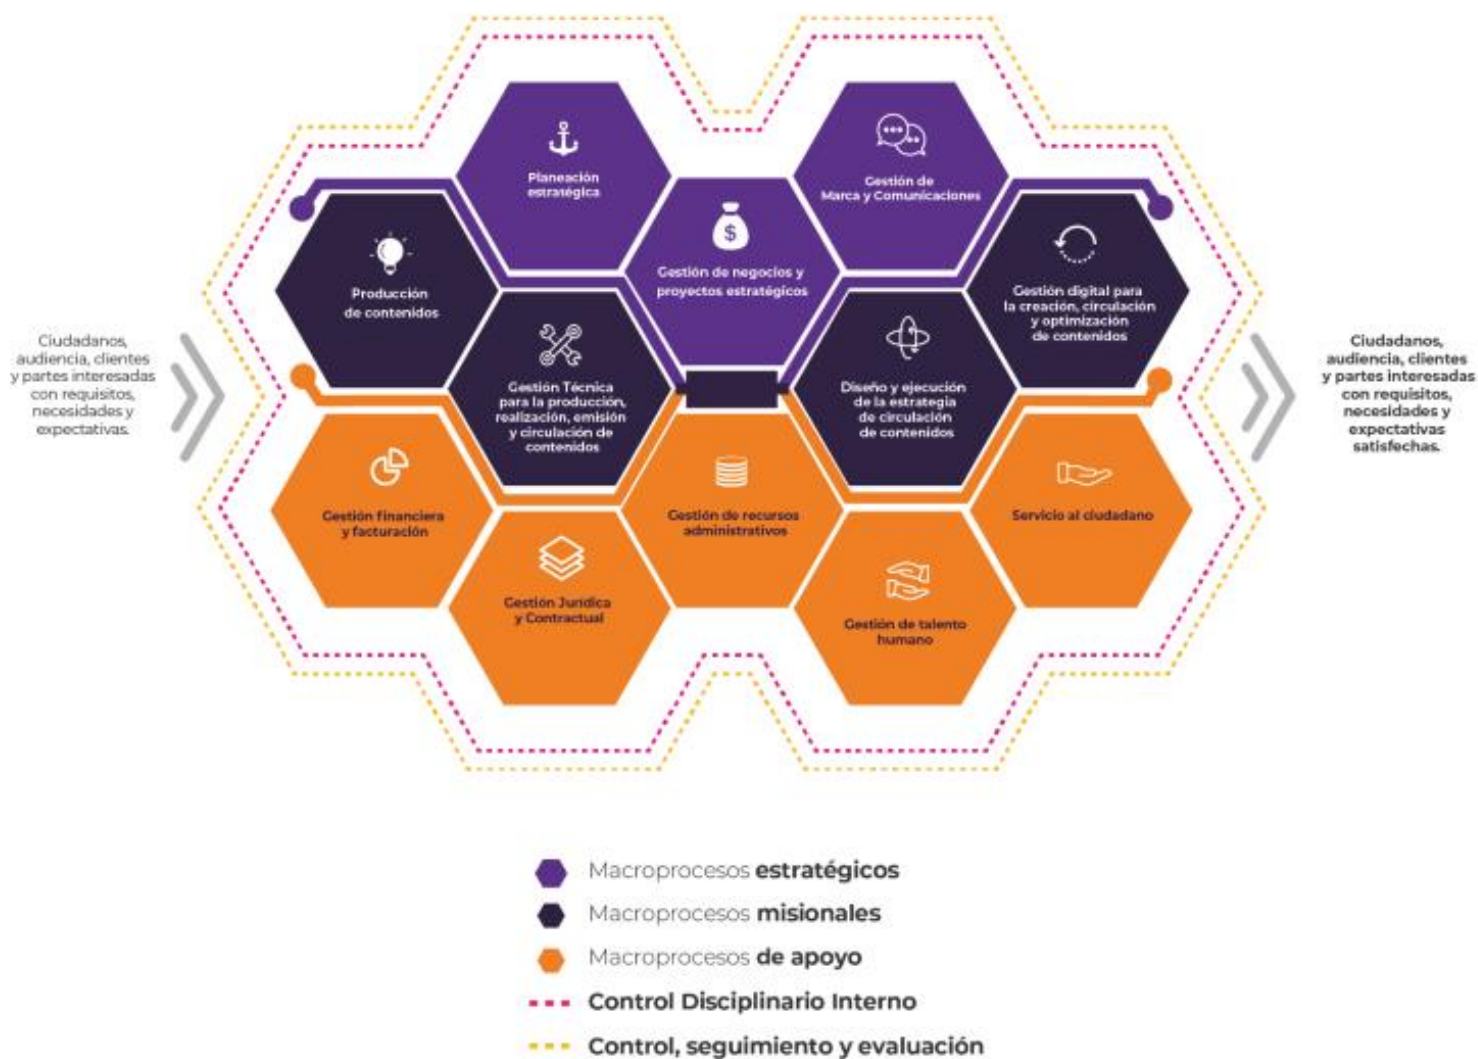 Planeación
estratégica
Gestión de
Marca y Comunicaciones
$
Gestión de negocios y
proyectos estratégicos
Producción
de contenidos
Gestión digital para
la creación, circulación
y optimización
de contenidos
Gestión Técnica
para la producción,
realización, emisión
y circulación de
contenidos
Diseño y ejecución
de la estrategia
de circulación
de contenidos
Ciudadanos,
audiencia, clientes
y partes interesadas
con requisitos,
necesidades y
expectativas.
Ciudadanos,
audiencia, clientes
y partes interesadas
con requisitos,
necesidades y
expectativas
satisfechas.
Gestión financiera
y facturación
Gestión de recursos
administrativos
Servicio al ciudadano
Gestión Jurídica
y Contractual
Gestión de talento
humano
Macroprocesos estratégicos
Macroprocesos misionales
Macroprocesos de apoyo
Control Disciplinario Interno
Control, seguimiento y evaluación